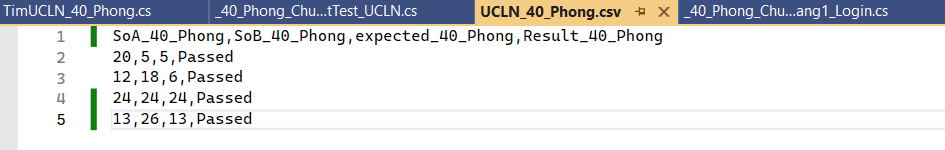 TimUCLN_40_Phong.cs _40_Phong_Chu...tTest_UCLN.cs UCLN_40_Phong.csv _40_Phong_Chu...ang1_Login.cs
1 SoA_40_Phong,SoB_40_Phong,expected_40_Phong,Result_40_Phong
2 20,5,5,Passed
3 12,18,6,Passed
4 24,24,24,Passed
5 13,26,13,Passed